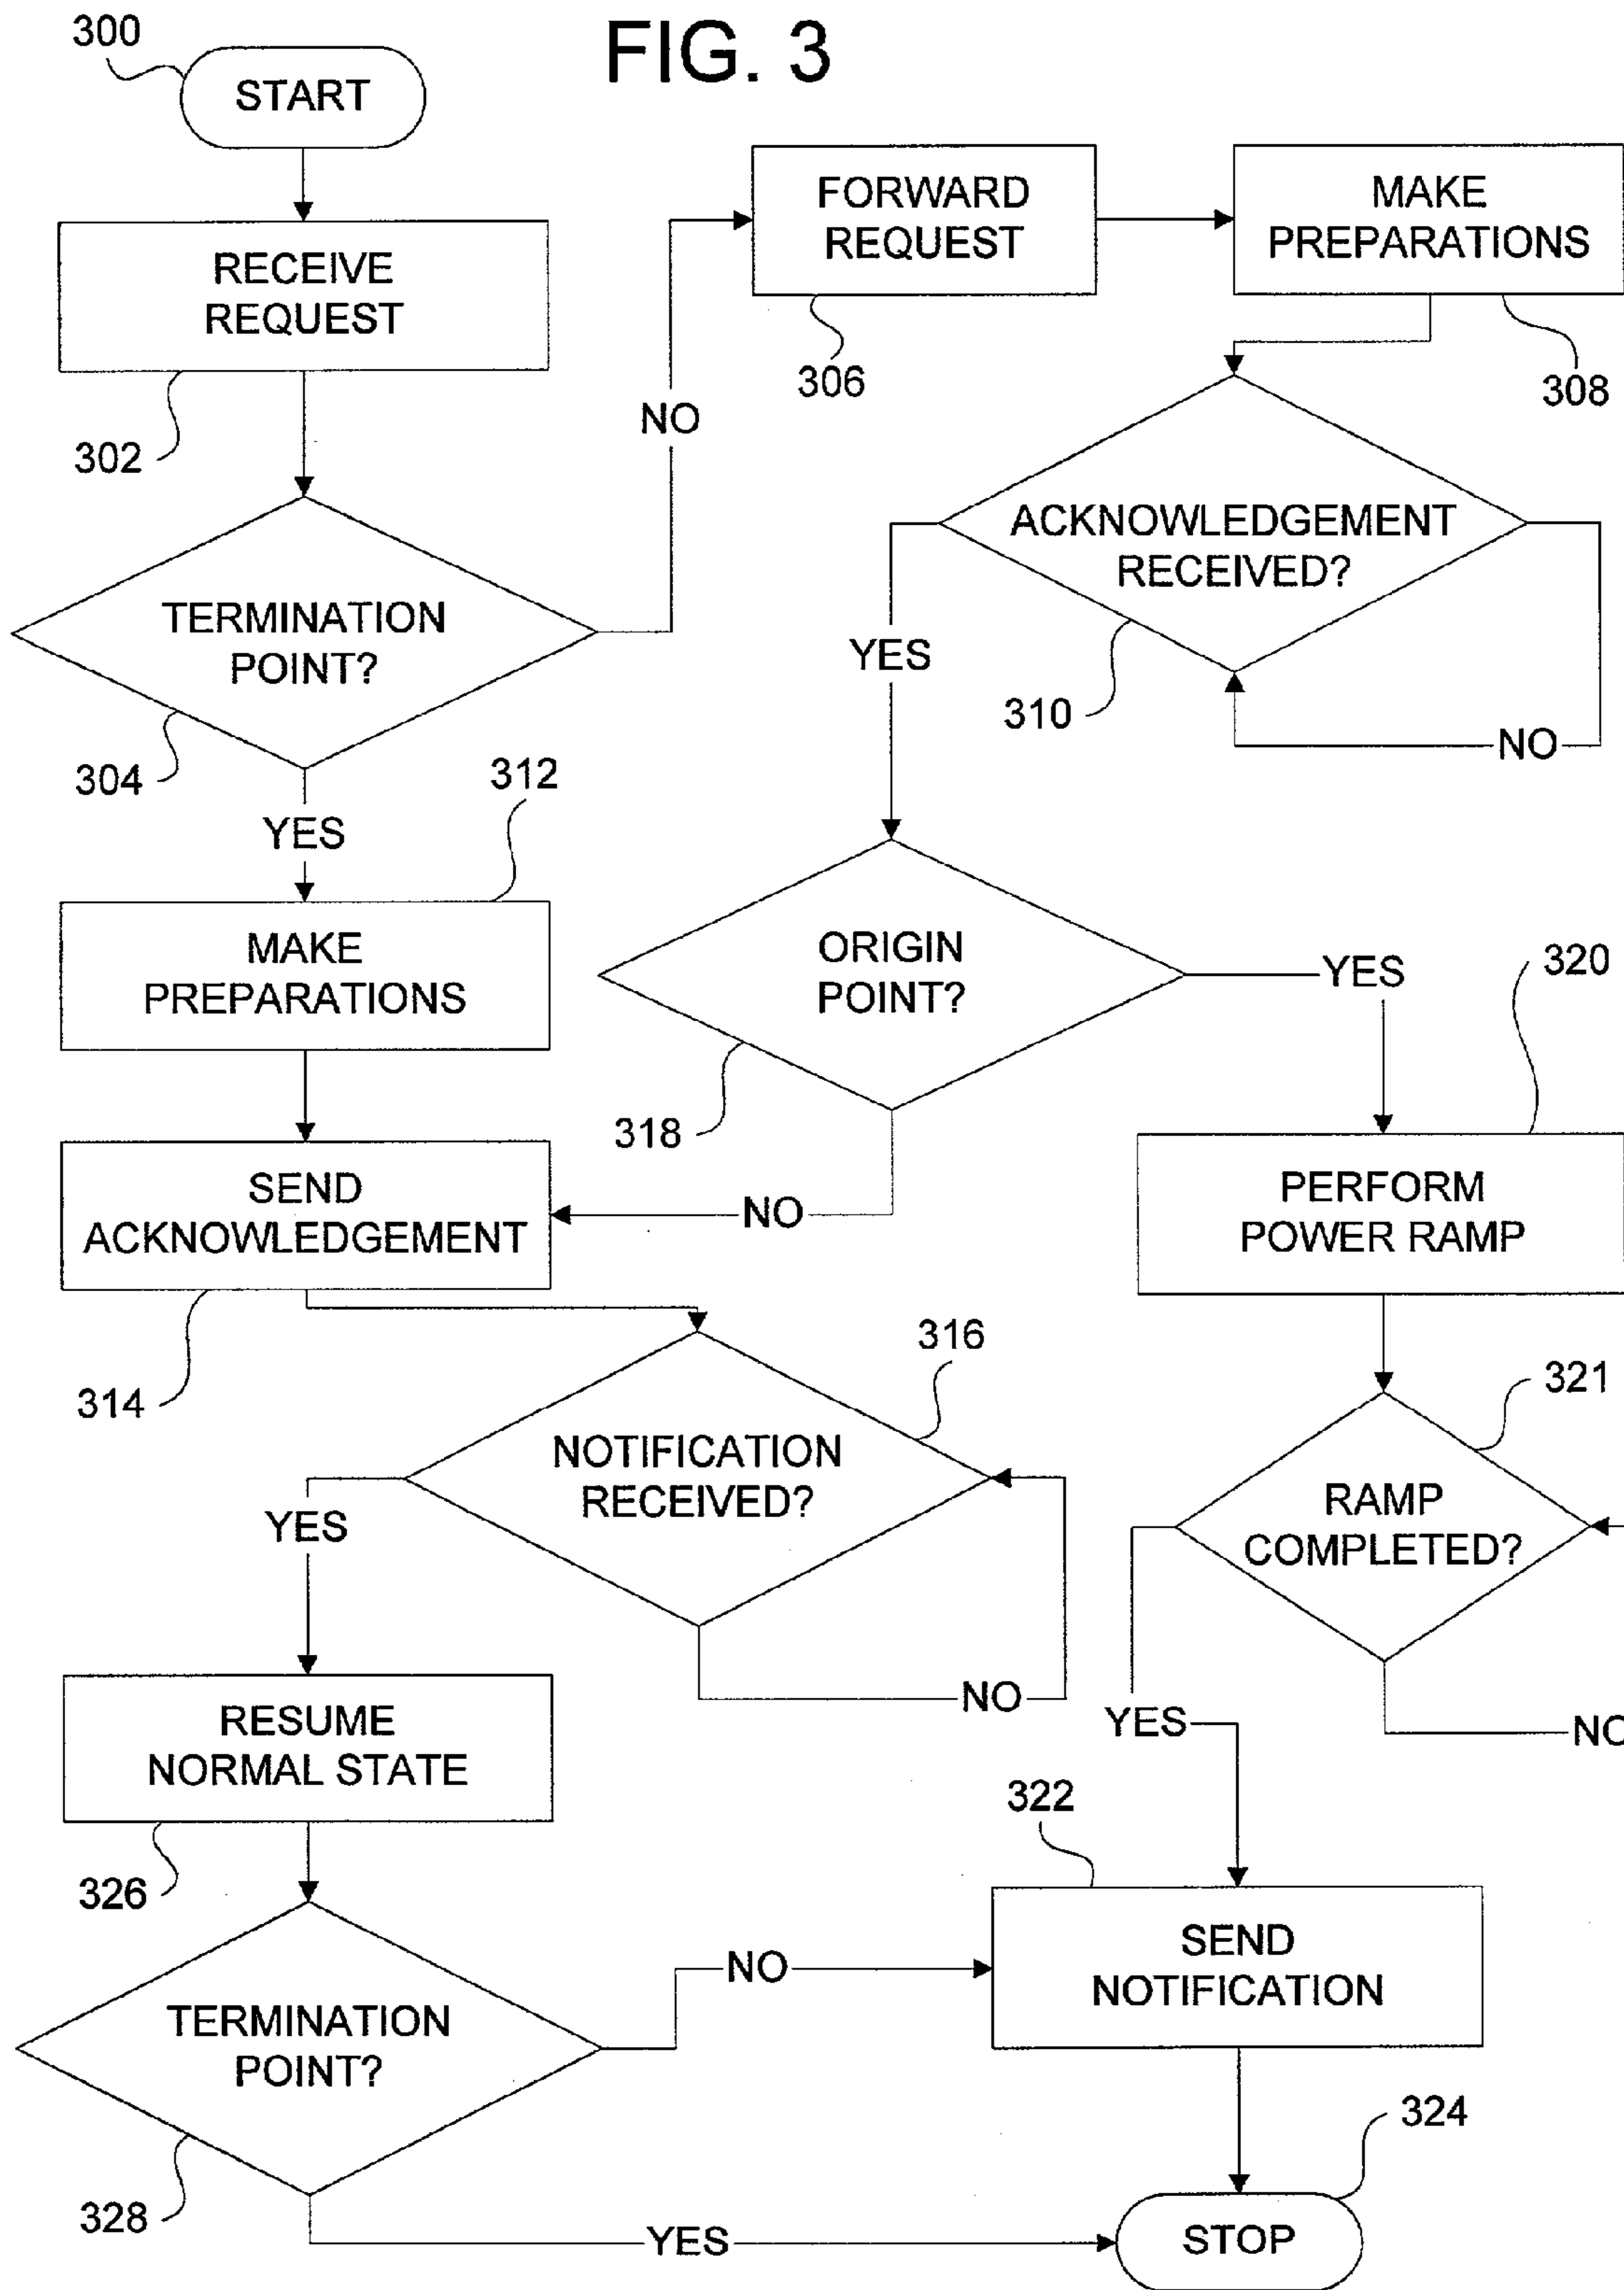 FIG. 3
300
START
FORWARD
REQUEST
306
MAKE
PREPARATIONS
308
RECEIVE
REQUEST
302
NO
ACKNOWLEDGEMENT
RECEIVED?
310
NO
YES
TERMINATION
POINT?
304
YES
312
MAKE
PREPARATIONS
ORIGIN
POINT?
318
YES
320
NO
SEND
ACKNOWLEDGEMENT
314
PERFORM
POWER RAMP
316
NOTIFICATION
RECEIVED?
YES
NO
321
RAMP
COMPLETED?
YES
NO
RESUME
NORMAL STATE
326
322
SEND
NOTIFICATION
NO
TERMINATION
POINT?
328
YES
324
STOP